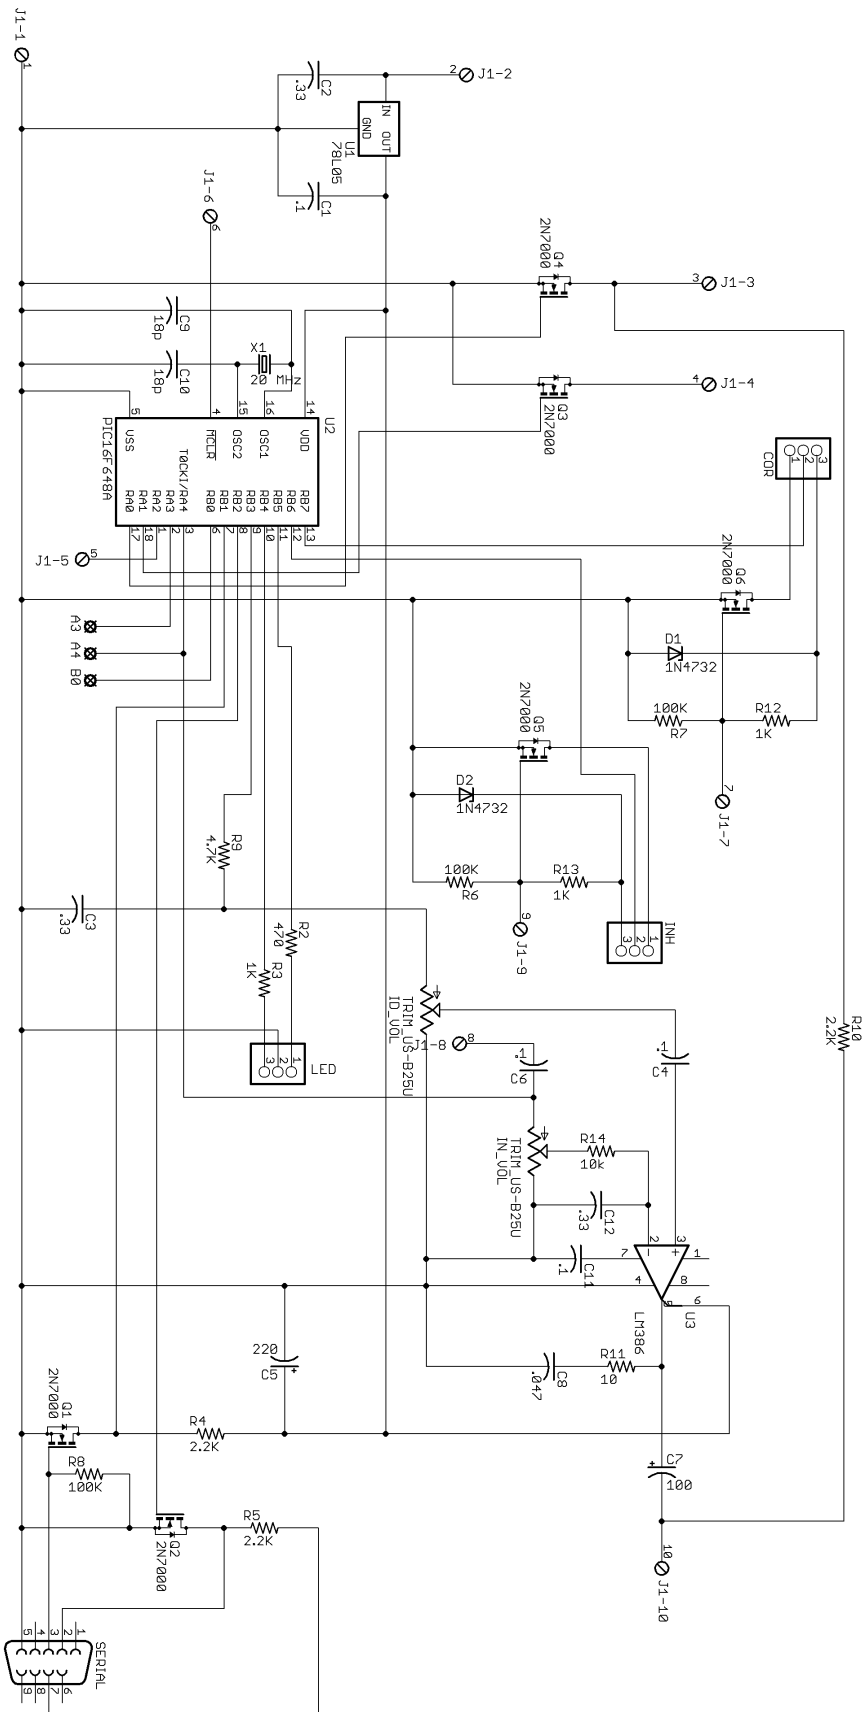 J1-1
1
J1-2
2
C2
.33
IN
OUT
GND
U1
78L05
C1
.1
J1-6
6
2N7000
Q4
3
J1-3
C9
18p
X1
20 MHz
C10
18p
4
J1-4
Q3
2N7000
5
4
15
16
14
U2
VSS
MCLR
OSC2
OSC1
VDD
PIC16F648A
T0CKI/RA4
RA0
RA1
RA2
RA3
RB0
RB1
RB2
RB3
RB4
RB5
RB6
RB7
17
18
1
2
3
6
7
8
9
10
11
12
13
COR
1
2
3
J1-5
5
2N7000
Q6
A3
A4
B0
D1
1N4732
100K
R7
R12
1K
7
J1-7
2N7000
Q5
D2
1N4732
R9
4.7K
100K
R6
R13
1K
9
J1-9
INH
3
2
1
C3
.33
R2
470
R3
1K
TRIM_US-B25U
ID_VOL
R10
2.2K
J1-8
8
.1
C6
.1
C4
LED
3
2
1
TRIM_US-B25U
IN_VOL
R14
10k
C12
.33
2
3
7
1
C11
.1
4
8
6
5
U3
LM386
220
C5
+
C8
.047
R11
10
2N7000
Q1
R4
2.2K
R8
100K
+
C7
100
R5
2.2K
Q2
2N7000
10
J1-10
5
4
3
2
1
SERIAL
9
8
7
6